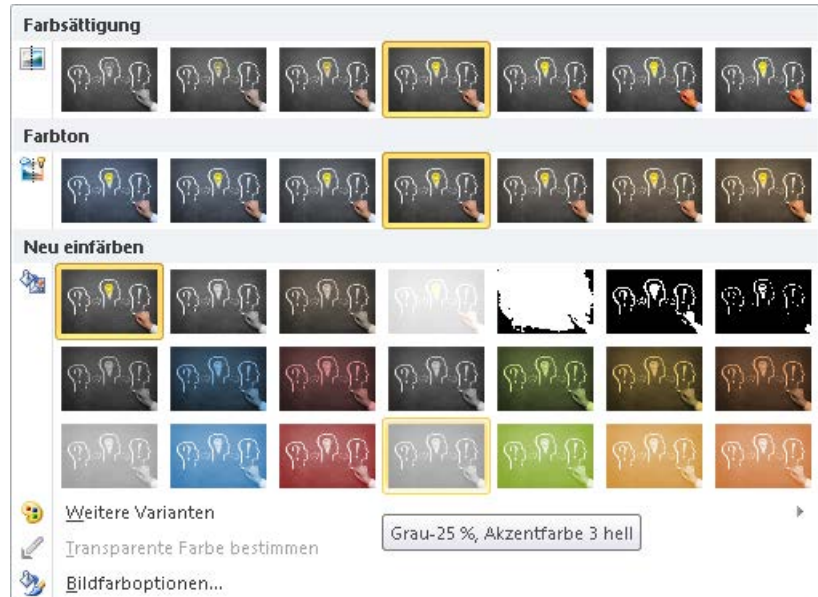 Farbsättigung
Farbton
Neu einfärben
Weitere Varianten
Grau-25 %, Akzentfarbe 3 hell
Transparente Farbe bestimmen
Bildfarboptionen...